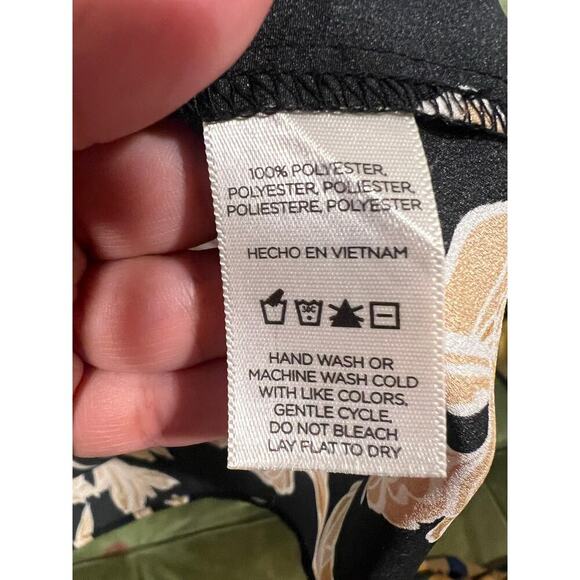 100% POLYESTER,
POLYESTER, POLIESTER,
POLIESTERE, POLYESTER
HECHO EN VIETNAM
30C
HAND WASH OR
MACHINE WASH COLD
WITH LIKE COLORS,
GENTLE CYCLE,
DO NOT BLEACH
LAY FLAT TO DRY